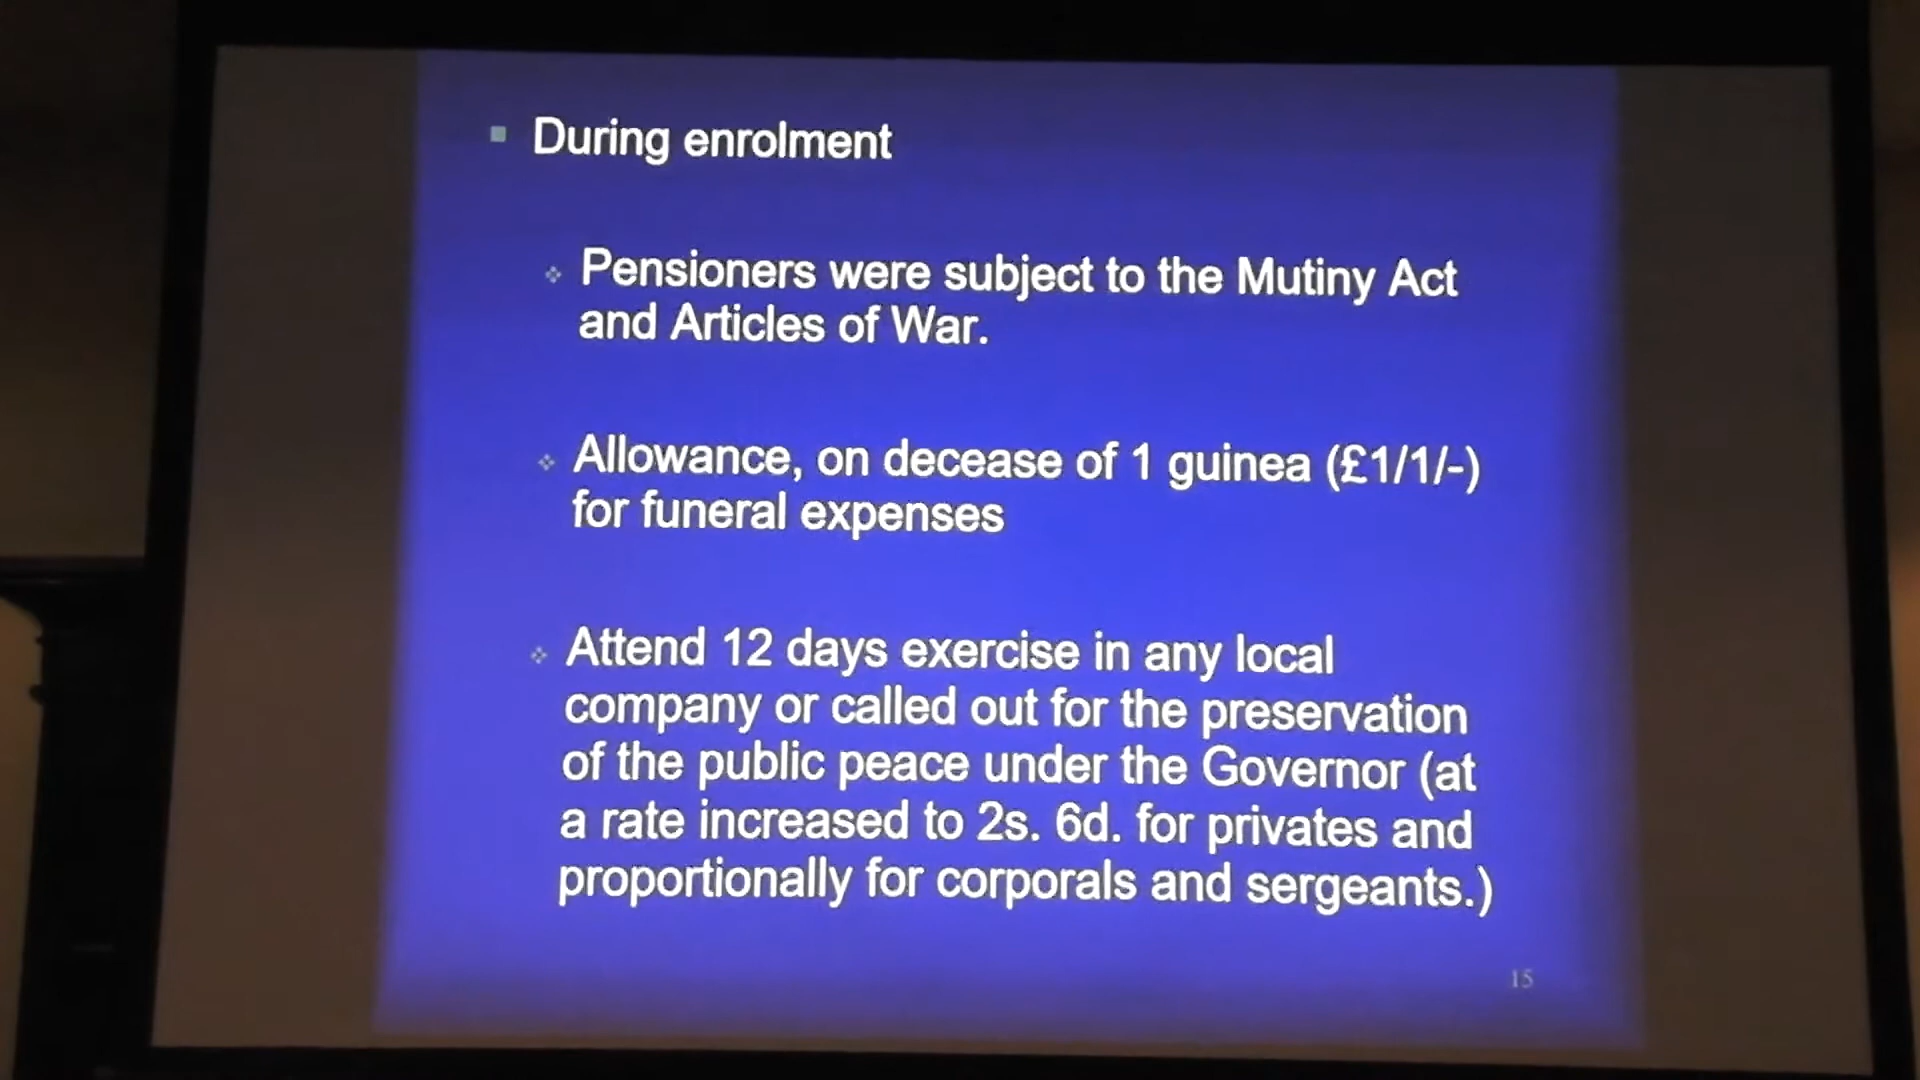 During enrolment
Pensioners were subject to the Mutiny Act
and Articles of War.
Allowance, on decease of 1 guinea (£1/1/-)
for funeral expenses
Attend 12 days exercise in any local
company or called out for the preservation
of the public peace under the Governor (at
a rate increased to 2s. 6d. for privates and
proportionally for corporals and sergeants.)
15